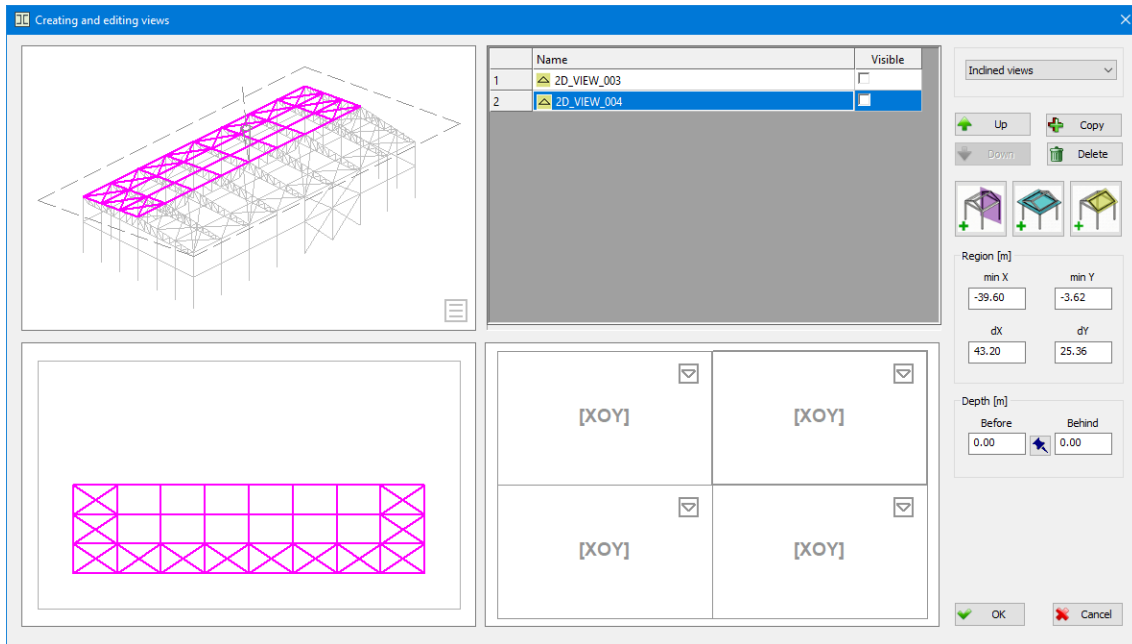 Creating and editing views
Name Visible
1 2D_VIEW_003
2 2D_VIEW_004
Inclined views
Up Copy
Down Delete
Region [m]
min X min Y
-39.60 -3.62
dX dY
43.20 25.36
Depth [m]
Before Behind
0.00 0.00
[XOY] [XOY]
[XOY] [XOY]
OK Cancel